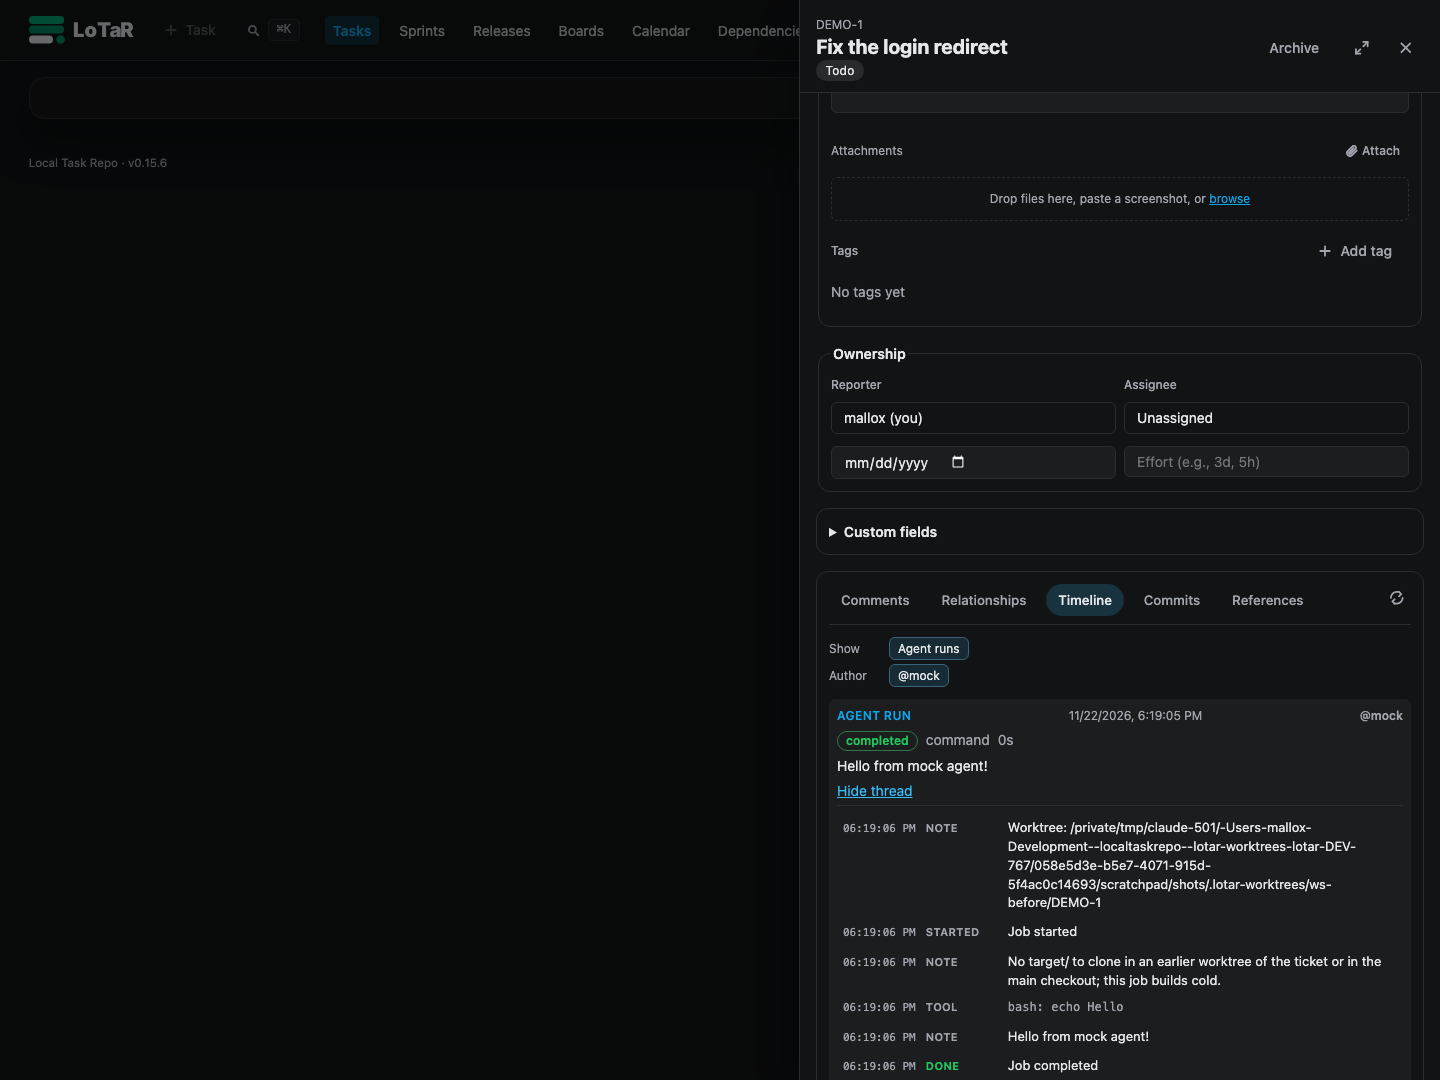 LoTaR
Task
⌘K
Tasks
Sprints
Releases
Boards
Calendar
Dependencie
Local Task Repo · v0.15.6
DEMO-1
Fix the login redirect
Todo
Archive
Attachments
Attach
Drop files here, paste a screenshot, or browse
Tags
Add tag
No tags yet
Ownership
Reporter
Assignee
mallox (you)
Unassigned
mm/dd/yyyy
Effort (e.g., 3d, 5h)
Custom fields
Comments
Relationships
Timeline
Commits
References
Show
Agent runs
Author
@mock
AGENT RUN
11/22/2026, 6:19:05 PM
@mock
completed
command 0s
Hello from mock agent!
Hide thread
06:19:06 PM NOTE
Worktree: /private/tmp/claude-501/-Users-mallox-
Development--localtaskrepo--lotar-worktrees-lotar-DEV-
767/058e5d3e-b5e7-4071-915d-
5f4ac0c14693/scratchpad/shots/.lotar-worktrees/ws-
before/DEMO-1
06:19:06 PM STARTED
Job started
06:19:06 PM NOTE
No target/ to clone in an earlier worktree of the ticket or in the
main checkout; this job builds cold.
06:19:06 PM TOOL
bash: echo Hello
06:19:06 PM NOTE
Hello from mock agent!
06:19:06 PM DONE
Job completed